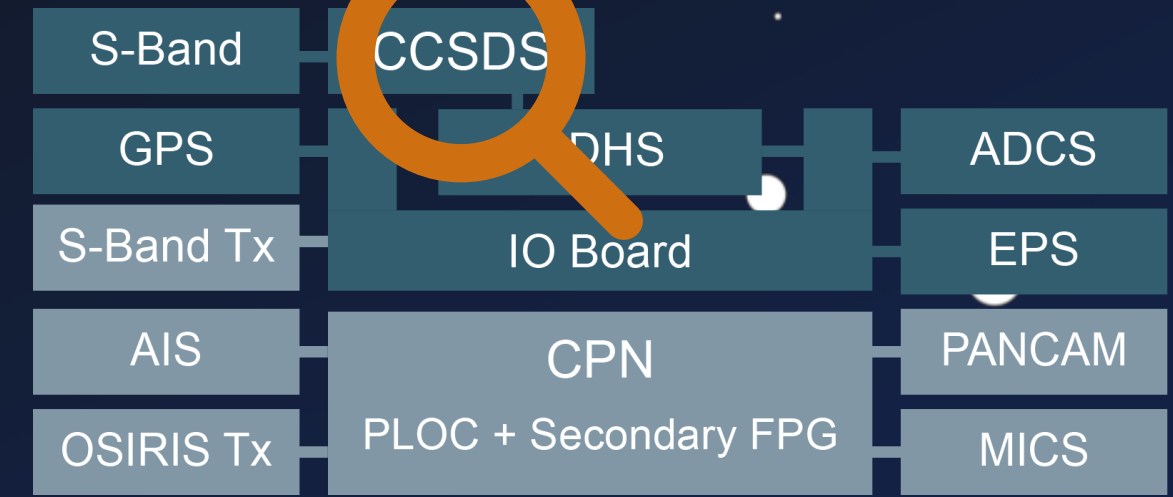 S-Band
CCSDS
GPS
DHS
ADCS
S-Band Tx
IO Board
EPS
AIS
CPN
PANCAM
OSIRIS Tx
PLOC + Secondary FPG
MICS